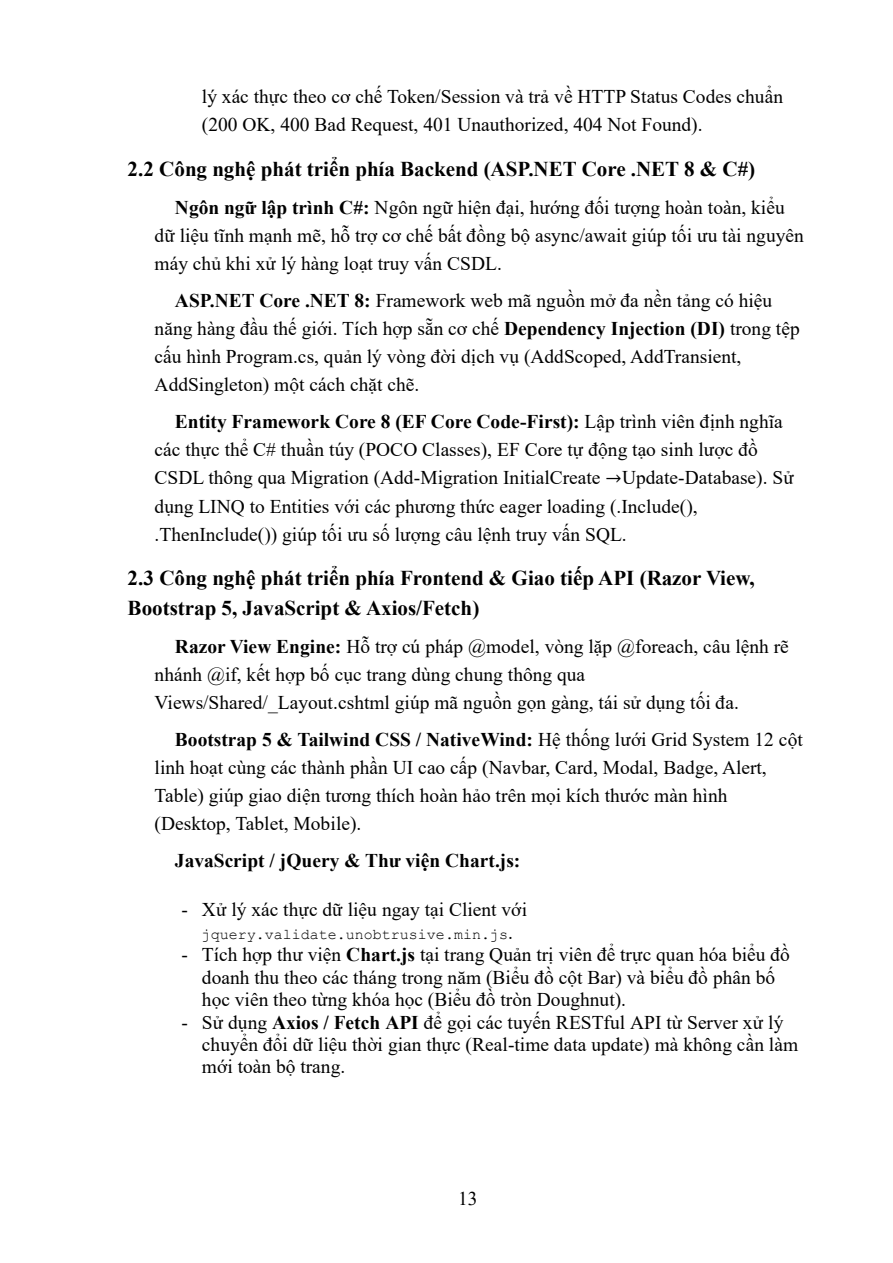 lý xác thực theo cơ chế Token/Session và trả về HTTP Status Codes chuẩn
(200 OK, 400 Bad Request, 401 Unauthorized, 404 Not Found).
2.2 Công nghệ phát triển phía Backend (ASP.NET Core .NET 8 & C#)
Ngôn ngữ lập trình C#: Ngôn ngữ hiện đại, hướng đối tượng hoàn toàn, kiểu
dữ liệu tĩnh mạnh mẽ, hỗ trợ cơ chế bất đồng bộ async/await giúp tối ưu tài nguyên
máy chủ khi xử lý hàng loạt truy vấn CSDL.
ASP.NET Core .NET 8: Framework web mã nguồn mở đa nền tảng có hiệu
năng hàng đầu thế giới. Tích hợp sẵn cơ chế Dependency Injection (DI) trong tệp
cấu hình Program.cs, quản lý vòng đời dịch vụ (AddScoped, AddTransient,
AddSingleton) một cách chặt chẽ.
Entity Framework Core 8 (EF Core Code-First): Lập trình viên định nghĩa
các thực thể C# thuần túy (POCO Classes), EF Core tự động tạo sinh lược đồ
CSDL thông qua Migration (Add-Migration InitialCreate →Update-Database). Sử
dụng LINQ to Entities với các phương thức eager loading (.Include(),
.ThenInclude()) giúp tối ưu số lượng câu lệnh truy vấn SQL.
2.3 Công nghệ phát triển phía Frontend & Giao tiếp API (Razor View,
Bootstrap 5, JavaScript & Axios/Fetch)
Razor View Engine: Hỗ trợ cú pháp @model, vòng lặp @foreach, câu lệnh rẽ
nhánh @if, kết hợp bố cục trang dùng chung thông qua
Views/Shared/_Layout.cshtml giúp mã nguồn gọn gàng, tái sử dụng tối đa.
Bootstrap 5 & Tailwind CSS / NativeWind: Hệ thống lưới Grid System 12 cột
linh hoạt cùng các thành phần UI cao cấp (Navbar, Card, Modal, Badge, Alert,
Table) giúp giao diện tương thích hoàn hảo trên mọi kích thước màn hình
(Desktop, Tablet, Mobile).
JavaScript / jQuery & Thư viện Chart.js:
- Xử lý xác thực dữ liệu ngay tại Client với
jquery.validate.unobtrusive.min.js.
- Tích hợp thư viện Chart.js tại trang Quản trị viên để trực quan hóa biểu đồ
doanh thu theo các tháng trong năm (Biểu đồ cột Bar) và biểu đồ phân bố
học viên theo từng khóa học (Biểu đồ tròn Doughnut).
- Sử dụng Axios / Fetch API để gọi các tuyến RESTful API từ Server xử lý
chuyển đổi dữ liệu thời gian thực (Real-time data update) mà không cần làm
mới toàn bộ trang.
13